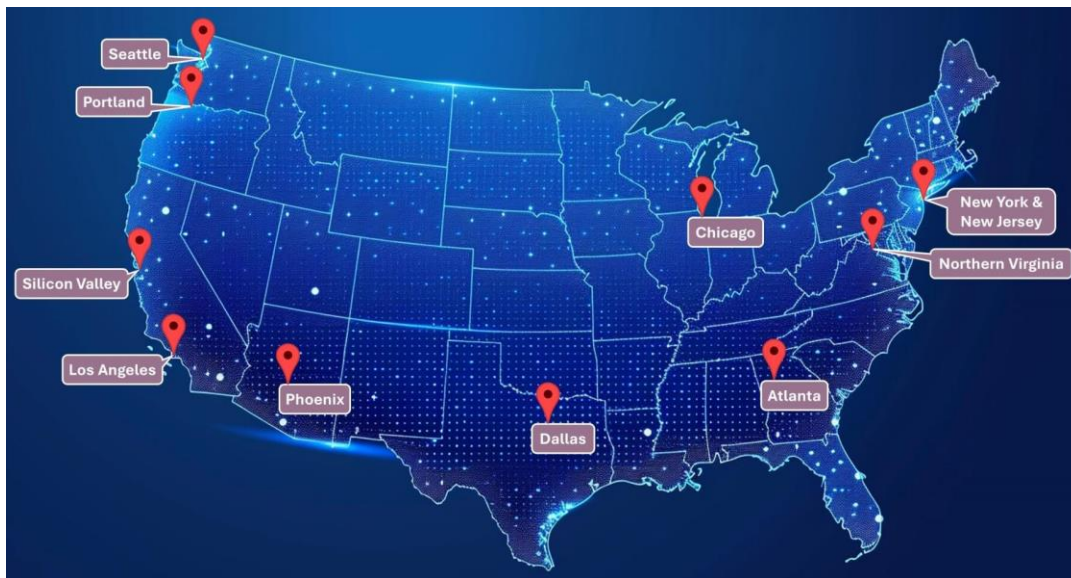 Seattle
Portland
Silicon Valley
Los Angeles
Phoenix
Dallas
Chicago
Atlanta
New York &
New Jersey
Northern Virginia